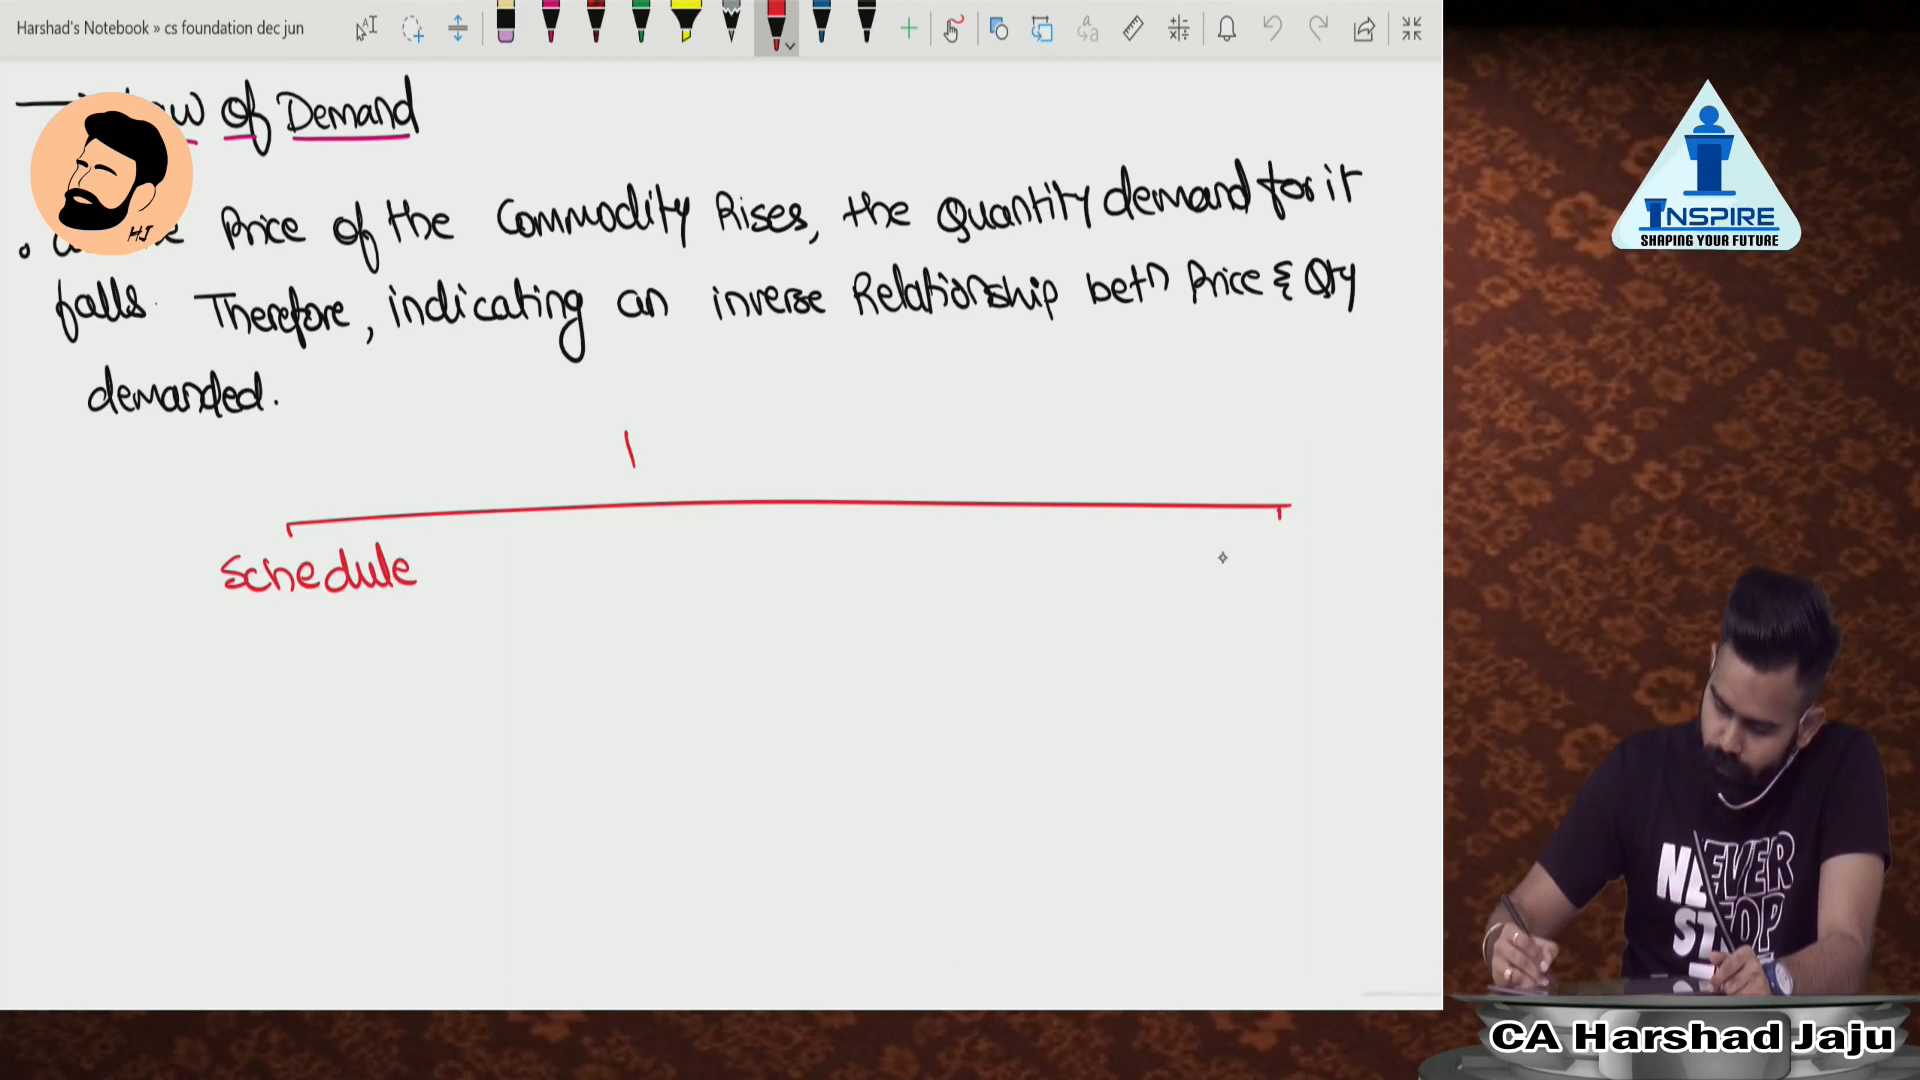 Harshad's Notebook » cs foundation dec jun
of Demand
Price of the Commodity Rises, the Quantity demand for it
falls. Therefore, indicating an inverse Relationship betn Price & Qty
demanded.
Schedule
HJ
INSPIRE
SHAPING YOUR FUTURE
NEVER
STOP
CA Harshad Jaju